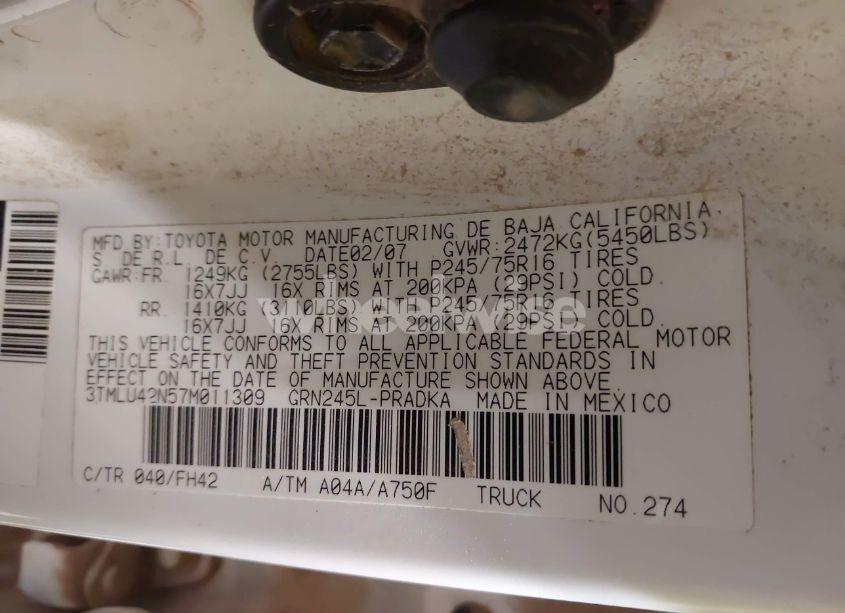 MFD BY:TOYOTA MOTOR MANUFACTURING DE BAJA CALIFORNIA
S DE R.L. DE C.V. DATE02/07 GVWR:2472KG(5450LBS)
GAWR:FR. 1249KG (2755LBS) WITH P245/75R16 TIRES
16X7JJ 16X RIMS AT 200KPA (29PSI) COLD.
RR. 1410KG (3110LBS) WITH P245/75R16 TIRES
16X7JJ 16X RIMS AT 200KPA (29PSI) COLD.
THIS VEHICLE CONFORMS TO ALL APPLICABLE FEDERAL MOTOR
VEHICLE SAFETY AND THEFT PREVENTION STANDARDS IN
EFFECT ON THE DATE OF MANUFACTURE SHOWN ABOVE.
3TMLU42N57M011309 GRN245L-PRADKA MADE IN MEXICO
C/TR 040/FH42 A/TM A04A/A750F TRUCK NO.274